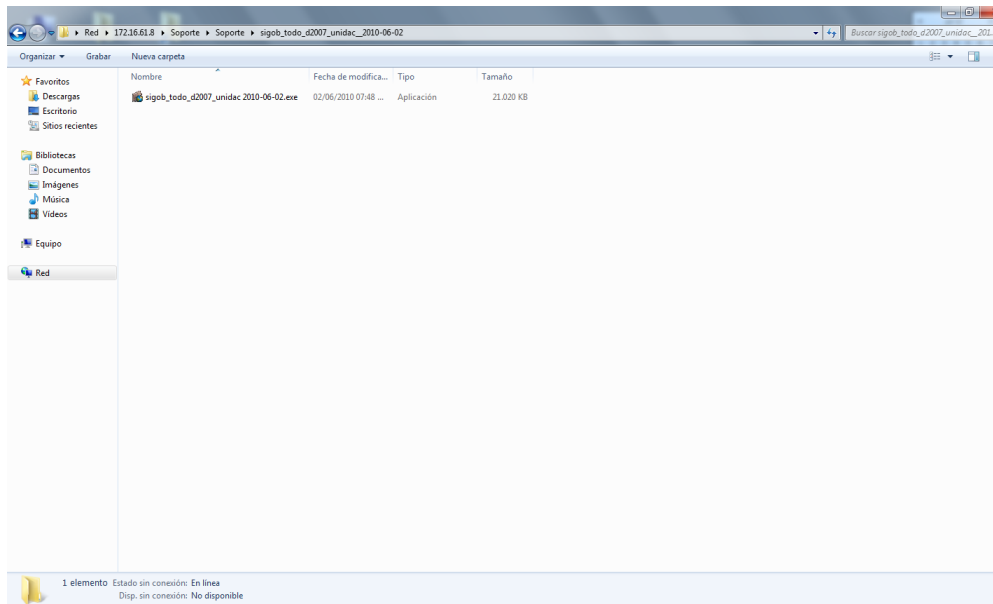 Red ▸ 172.16.61.8 ▸ Soporte ▸ Soporte ▸ sigob_todo_d2007_unidac__2010-06-02
Buscar sigob_todo_d2007_unidac__201...
Organizar Grabar Nueva carpeta
Nombre Fecha de modifica... Tipo Tamaño
sigob_todo_d2007_unidac 2010-06-02.exe 02/06/2010 07:48 ... Aplicación 21.020 KB
Favoritos
Descargas
Escritorio
Sitios recientes
Bibliotecas
Documentos
Imágenes
Música
Vídeos
Equipo
Red
1 elemento Estado sin conexión: En línea
Disp. sin conexión: No disponible